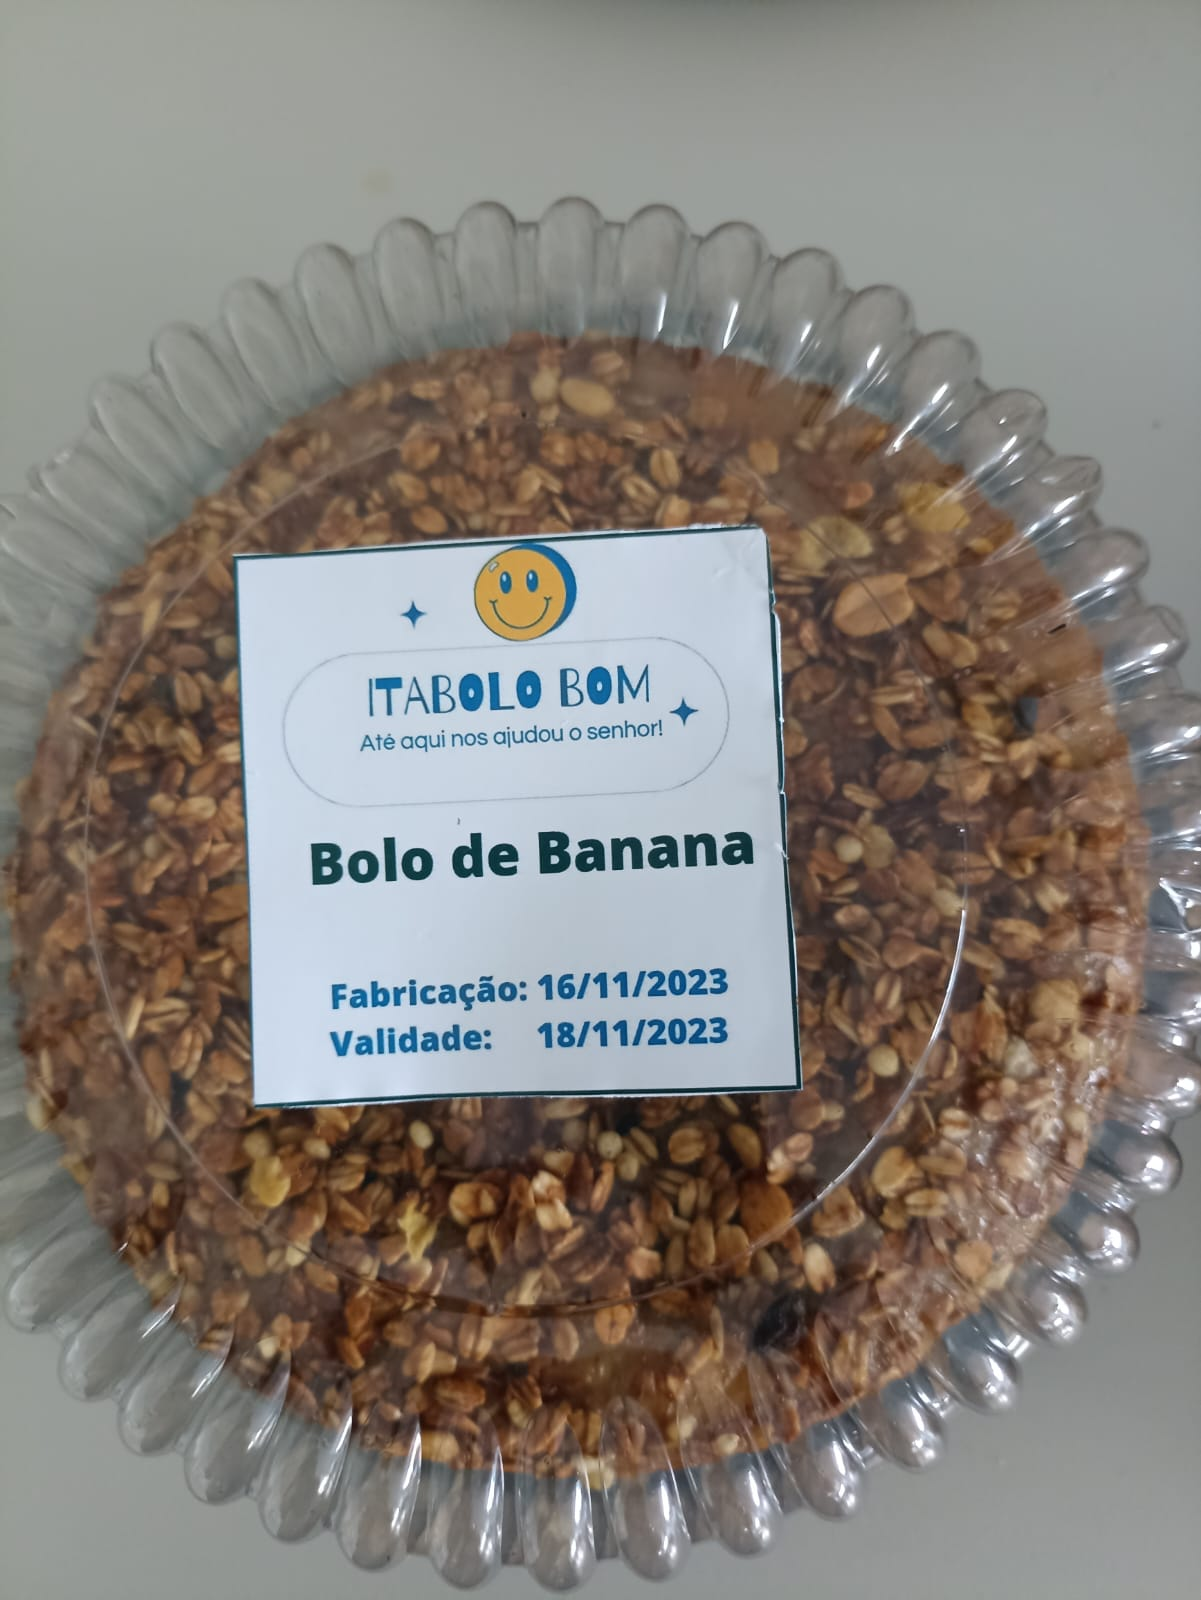 ITABOLO BOM
Até aqui nos ajudou o senhor!
Bolo de Banana
Fabricação: 16/11/2023
Validade: 18/11/2023